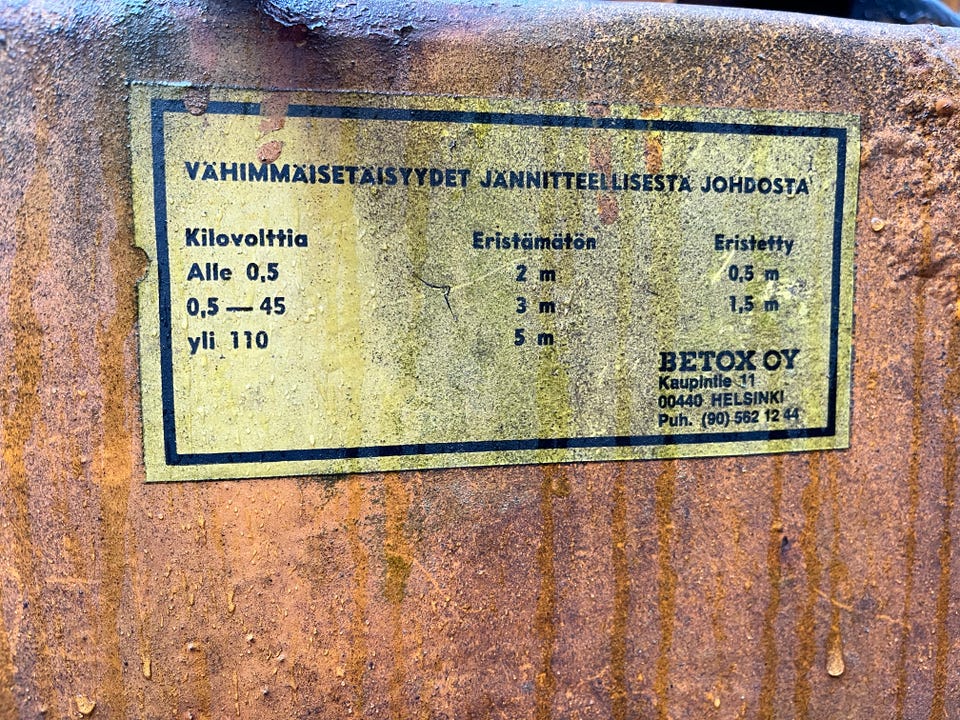 VÄHIMMÄISETÄISYYDET JÄNNITTEELLISESTÄ JOHDOSTA
Kilovolttia Eristämätön Eristetty
Alle 0,5 2 m 0,5 m
0,5 — 45 3 m 1,5 m
yli 110 5 m
BETOX OY
Kaupintie 11
00440 HELSINKI
Puh. (90) 562 12 44